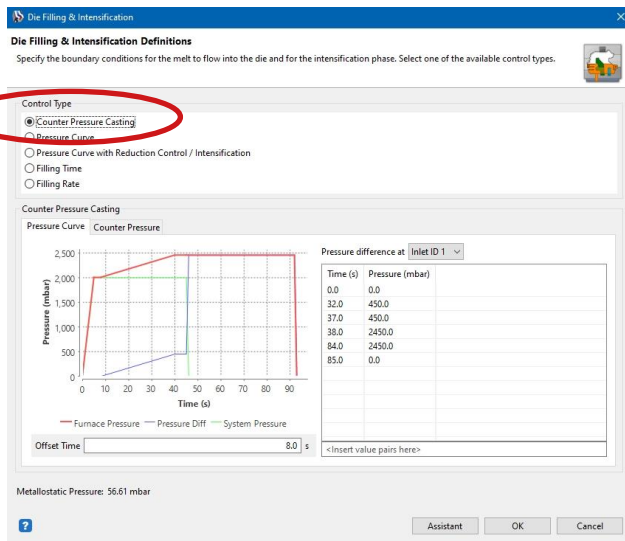 Die Filling & Intensification
Die Filling & Intensification Definitions
Specify the boundary conditions for the melt to flow into the die and for the intensification phase. Select one of the available control types.
Control Type
Counter Pressure Casting
Pressure Curve
Pressure Curve with Reduction Control / Intensification
Filling Time
Filling Rate
Counter Pressure Casting
Pressure Curve Counter Pressure
Pressure (mbar)
2,500
2,000
1,500
1,000
500
0
0 10 20 30 40 50 60 70 80 90
Time (s)
Furnace Pressure Pressure Diff System Pressure
Offset Time 8.0 s
Pressure difference at Inlet ID 1
Time (s) Pressure (mbar)
0.0 0.0
32.0 450.0
37.0 450.0
38.0 2450.0
84.0 2450.0
85.0 0.0
<Insert value pairs here>
Metallostatic Pressure: 56.61 mbar
?
Assistant OK Cancel